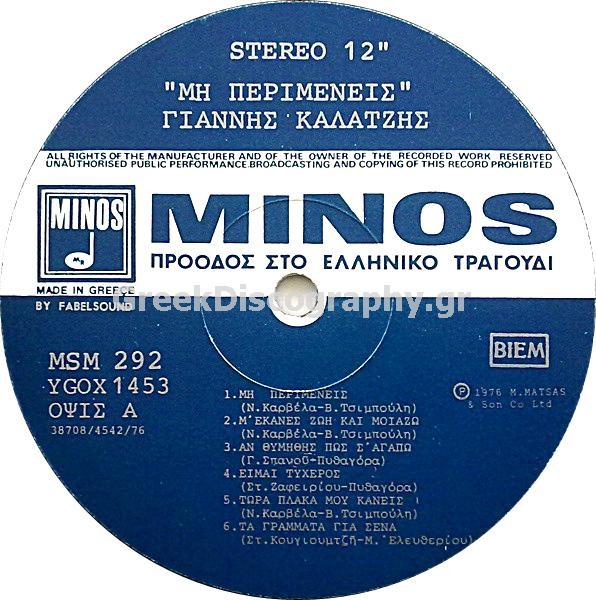 STEREO 12"
"ΜΗ ΠΕΡΙΜΕΝΕΙΣ"
ΓΙΑΝΝΗΣ ΚΑΛΑΤΖΗΣ
ALL RIGHTS OF THE MANUFACTURER AND OF THE OWNER OF THE RECORDED WORK RESERVED
UNAUTHORISED PUBLIC PERFORMANCE.BROADCASTING AND COPYING OF THIS RECORD PROHIBITED
MINOS
MINOS
ΠΡΟΟΔΟΣ ΣΤΟ ΕΛΛΗΝΙΚΟ ΤΡΑΓΟΥΔΙ
MADE IN GREECE
BY FABELSOUND
GreekDiscography.gr
MSM 292
YGOX 1453
ΟΨΙΣ Α
38708/4542/76
BIEM
Ⓟ 1976 M.MATSAS
& Son Co Ltd
1.ΜΗ ΠΕΡΙΜΕΝΕΙΣ
(Ν.Καρβέλα-Β.Τσιμπούλη)
2.Μ'ΕΚΑΝΕΣ ΖΩΗ ΚΑΙ ΜΟΙΑΖΩ
(Ν.Καρβέλα-Β.Τσιμπούλη)
3.ΑΝ ΘΥΜΗΘΗΣ ΠΩΣ Σ'ΑΓΑΠΩ
(Γ.Σπανοῦ-Πυθαγόρα)
4.ΕΙΜΑΙ ΤΥΧΕΡΟΣ
(Στ.Ζαφειρίου-Πυθαγόρα)
5.ΤΩΡΑ ΠΛΑΚΑ ΜΟΥ ΚΑΝΕΙΣ
(Ν.Καρβέλα-Β.Τσιμπούλη)
6.ΤΑ ΓΡΑΜΜΑΤΑ ΓΙΑ ΣΕΝΑ
(Στ.Κουγιουμτζῆ-Μ.Ἐλευθερίου)